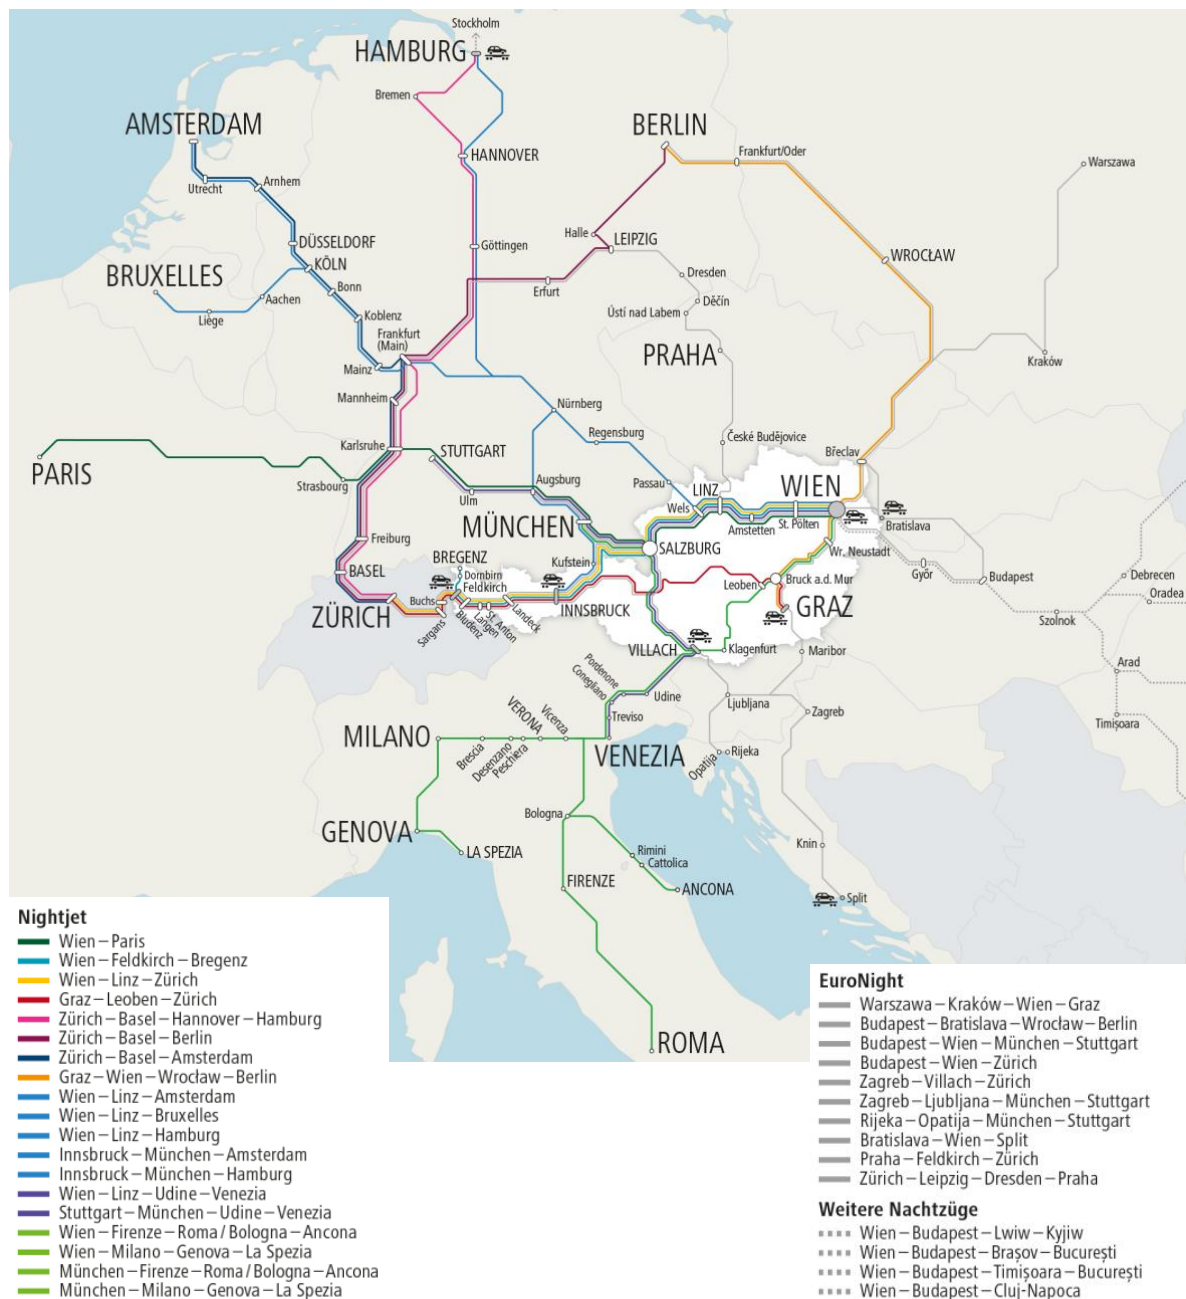 Stockholm
HAMBURG
Bremen
AMSTERDAM
BERLIN
HANNOVER
Frankfurt/Oder
Warszawa
Utrecht
Arnhem
Halle
LEIPZIG
DÜSSELDORF
Göttingen
WROCŁAW
KÖLN
BRUXELLES
Bonn
Aachen
Liège
Erfurt
Dresden
Děčín
Ústí nad Labem
Koblenz
Frankfurt
(Main)
PRAHA
Kraków
Mainz
Mannheim
Nürnberg
Regensburg
Karlsruhe
STUTTGART
České Budějovice
Břeclav
PARIS
Strasbourg
Ulm
Augsburg
Passau
LINZ
WIEN
Wels
MÜNCHEN
Amstetten
St. Pölten
Bratislava
Freiburg
SALZBURG
Wr. Neustadt
BREGENZ
Kufstein
BASEL
Dornbirn
Feldkirch
Leoben
Bruck a.d. Mur
Győr
Budapest
Debrecen
Oradea
ZÜRICH
Buchs
Sargans
Bludenz
Langen
St. Anton
Landeck
INNSBRUCK
GRAZ
Szolnok
VILLACH
Klagenfurt
Maribor
Arad
Pordenone
Conegliano
Udine
Ljubljana
Zagreb
Timișoara
Treviso
MILANO
Brescia
Desenzano
Peschiera
VERONA
Vicenza
VENEZIA
Opatija
Rijeka
Bologna
GENOVA
LA SPEZIA
Rimini
Cattolica
Knin
FIRENZE
ANCONA
Split
ROMA
Nightjet
Wien – Paris
Wien – Feldkirch – Bregenz
Wien – Linz – Zürich
Graz – Leoben – Zürich
Zürich – Basel – Hannover – Hamburg
Zürich – Basel – Berlin
Zürich – Basel – Amsterdam
Graz – Wien – Wrocław – Berlin
Wien – Linz – Amsterdam
Wien – Linz – Bruxelles
Wien – Linz – Hamburg
Innsbruck – München – Amsterdam
Innsbruck – München – Hamburg
Wien – Linz – Udine – Venezia
Stuttgart – München – Udine – Venezia
Wien – Firenze – Roma / Bologna – Ancona
Wien – Milano – Genova – La Spezia
München – Firenze – Roma / Bologna – Ancona
München – Milano – Genova – La Spezia
EuroNight
Warszawa – Kraków – Wien – Graz
Budapest – Bratislava – Wrocław – Berlin
Budapest – Wien – München – Stuttgart
Budapest – Wien – Zürich
Zagreb – Villach – Zürich
Zagreb – Ljubljana – München – Stuttgart
Rijeka – Opatija – München – Stuttgart
Bratislava – Wien – Split
Praha – Feldkirch – Zürich
Zürich – Leipzig – Dresden – Praha
Weitere Nachtzüge
Wien – Budapest – Lwiw – Kyjiw
Wien – Budapest – Brașov – București
Wien – Budapest – Timișoara – București
Wien – Budapest – Cluj-Napoca